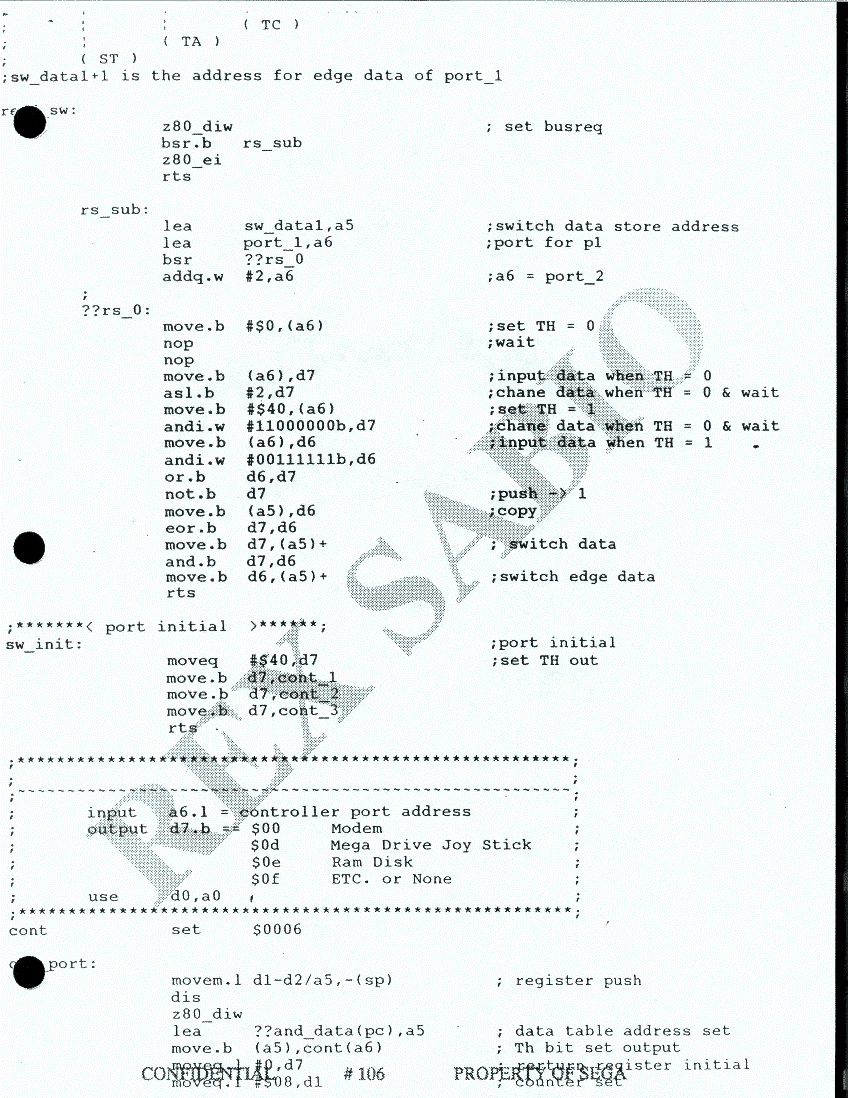 ;        ¦        ¦        ( TC )
;        ¦        ( TA )
;        ( ST )
;sw_data1+1 is the address for edge data of port_1
sw:
z80_diw                          ; set busreq
bsr.b   rs_sub
z80_ei
rts
rs_sub:
lea     sw_data1,a5              ;switch data store address
lea     port_1,a6                ;port for p1
bsr     ??rs_0
addq.w  #2,a6                    ;a6 = port_2
;
??rs_0:
move.b  #$0,(a6)                 ;set TH = 0
nop                              ;wait
nop
move.b  (a6),d7                  ;input data when TH = 0
asl.b   #2,d7                    ;chane data when TH = 0 & wait
move.b  #$40,(a6)                ;set TH = 1
andi.w  #11000000b,d7            ;chane data when TH = 0 & wait
move.b  (a6),d6                  ;input data when TH = 1
andi.w  #00111111b,d6
or.b    d6,d7
not.b   d7                       ;push -> 1
move.b  (a5),d6                  ;copy
eor.b   d7,d6
move.b  d7,(a5)+                 ; switch data
and.b   d7,d6
move.b  d6,(a5)+                 ;switch edge data
rts
;*******< port initial  >******;
sw_init:                         ;port initial
moveq   #$40,d7                  ;set TH out
move.b  d7,cont_1
move.b  d7,cont_2
move.b  d7,cont_3
rts
;********************************************************;
;                                                        ;
;--------------------------------------------------------;
;       input   a6.l = controller port address           ;
;       output  d7.b == $00     Modem                    ;
;                       $0d     Mega Drive Joy Stick     ;
;                       $0e     Ram Disk                 ;
;                       $0f     ETC. or None             ;
;       use     d0,a0                                    ;
;********************************************************;
cont            set     $0006
port:
movem.l d1-d2/a5,-(sp)           ; register push
dis
z80_diw
lea     ??and_data(pc),a5        ; data table address set
move.b  (a5),cont(a6)            ; Th bit set output
moveq.l #0,d7                    ; rerturn register initial
moveq.l #$08,d1                  ; counter set
CONFIDENTIAL        # 106        PROPERTY OF SEGA
REX SABIO